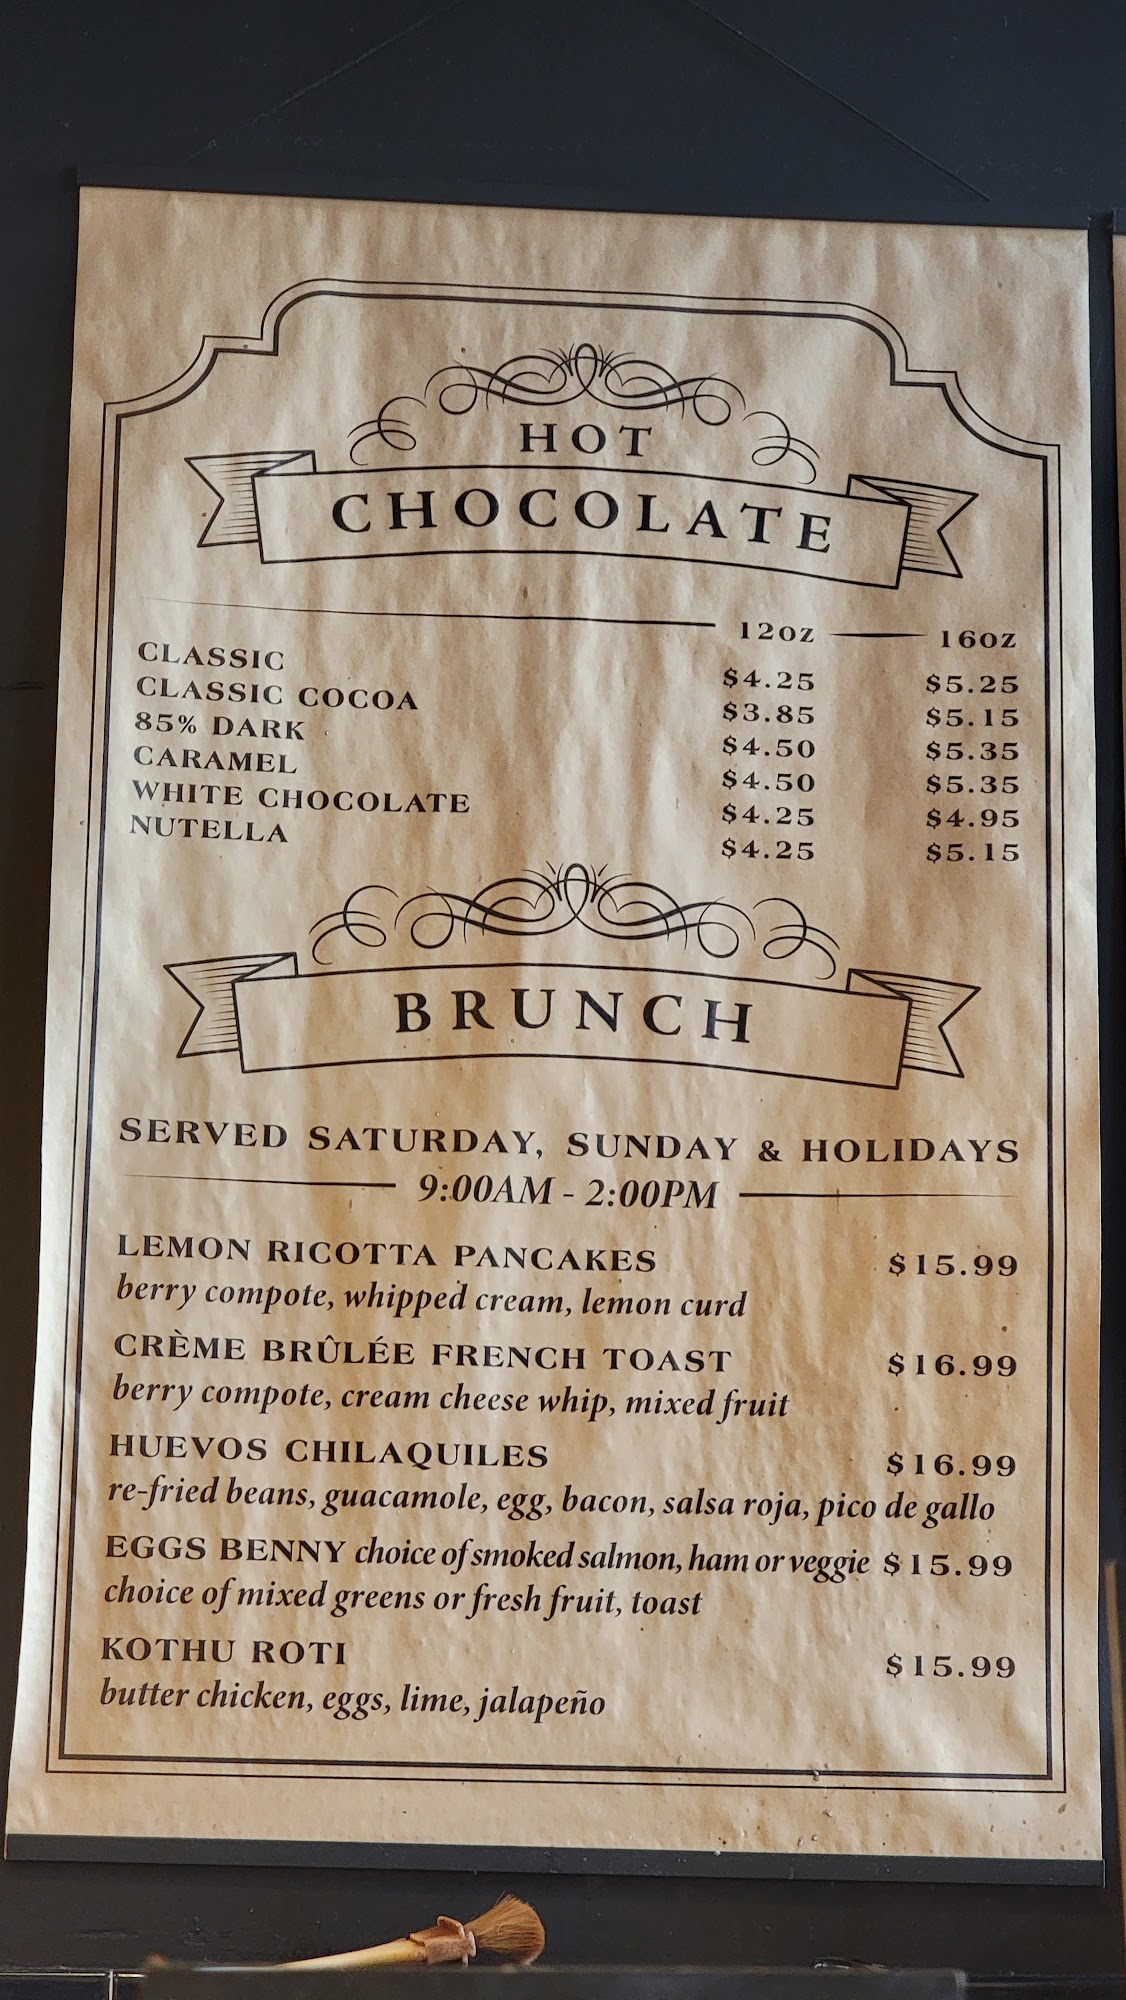 HOT
CHOCOLATE
12OZ 16OZ
CLASSIC $4.25 $5.25
CLASSIC COCOA $3.85 $5.15
85% DARK $4.50 $5.35
CARAMEL $4.50 $5.35
WHITE CHOCOLATE $4.25 $4.95
NUTELLA $4.25 $5.15
BRUNCH
SERVED SATURDAY, SUNDAY & HOLIDAYS
9:00AM - 2:00PM
LEMON RICOTTA PANCAKES $15.99
berry compote, whipped cream, lemon curd
CRÈME BRÛLÉE FRENCH TOAST $16.99
berry compote, cream cheese whip, mixed fruit
HUEVOS CHILAQUILES $16.99
re-fried beans, guacamole, egg, bacon, salsa roja, pico de gallo
EGGS BENNY choice of smoked salmon, ham or veggie $15.99
choice of mixed greens or fresh fruit, toast
KOTHU ROTI $15.99
butter chicken, eggs, lime, jalapeño